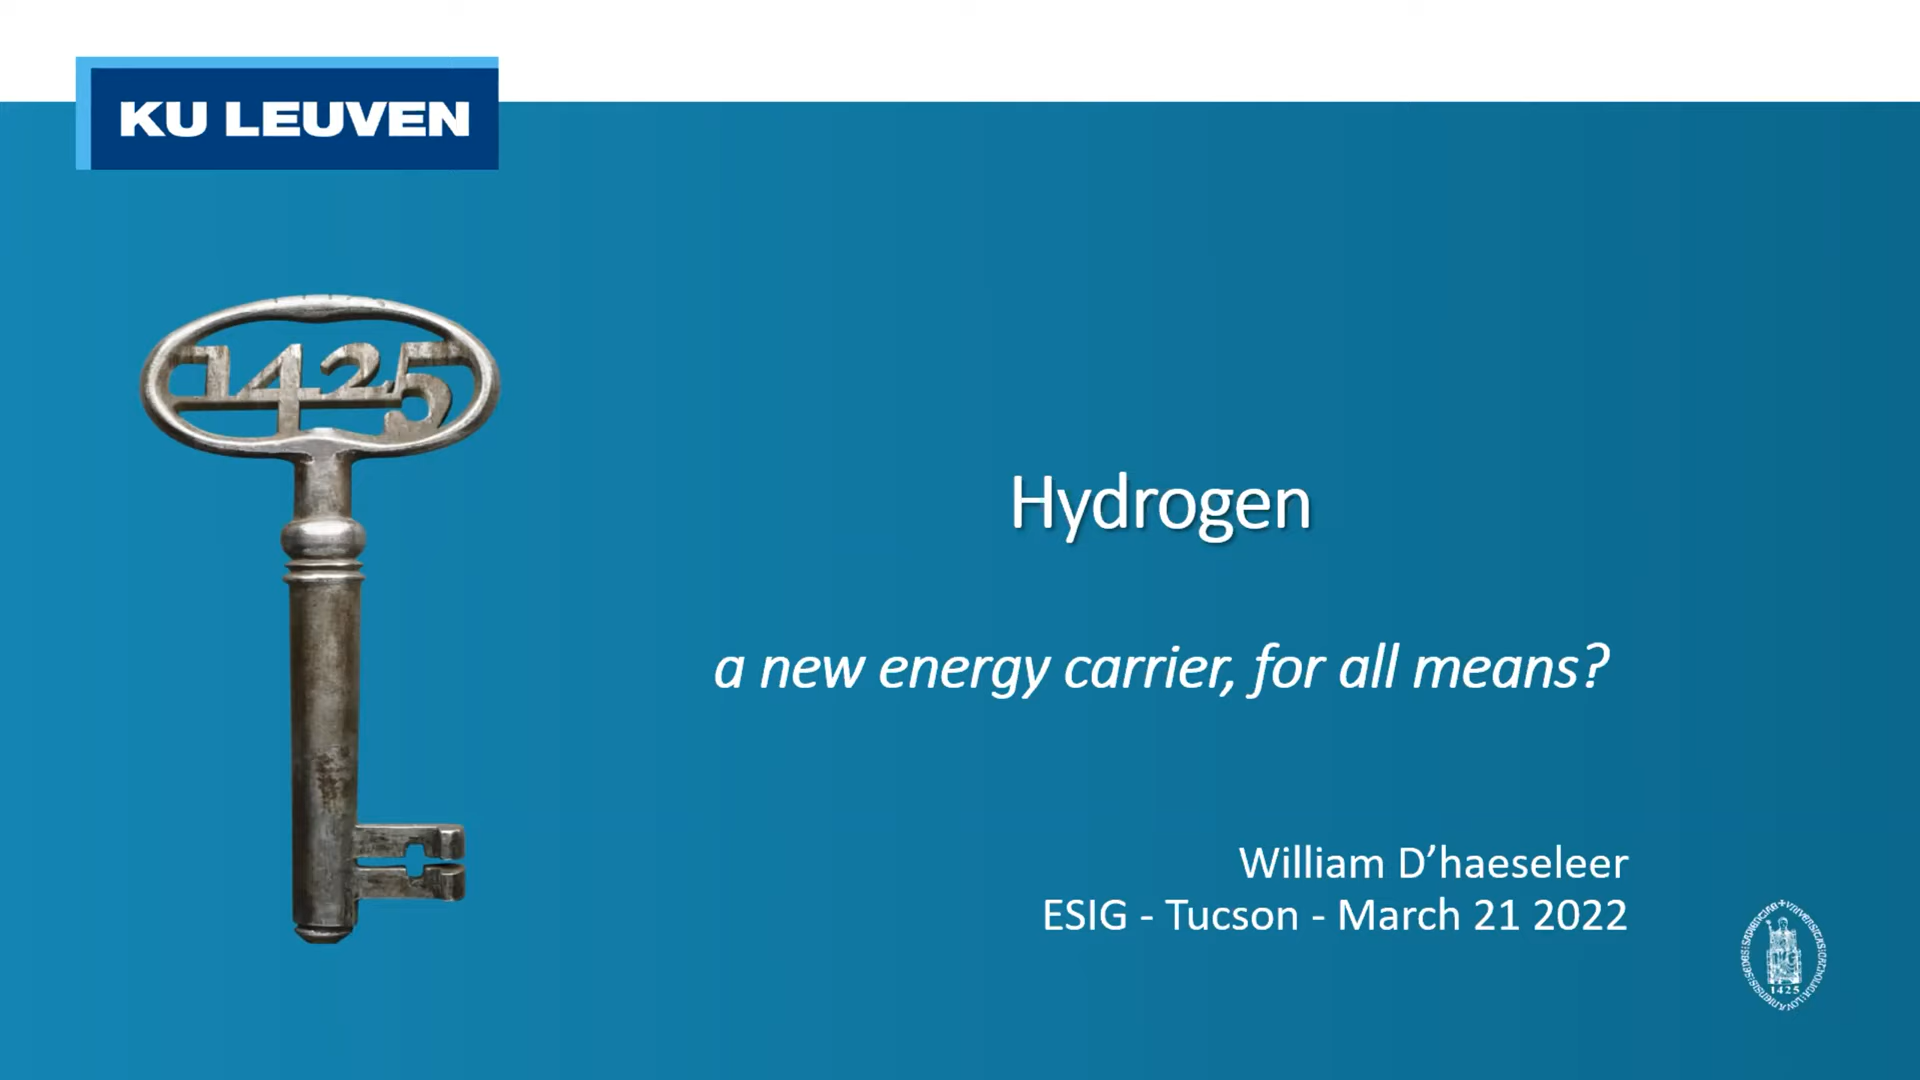 KU LEUVEN
1425
Hydrogen
a new energy carrier, for all means?
William D’haeseleer
ESIG - Tucson - March 21 2022
1425